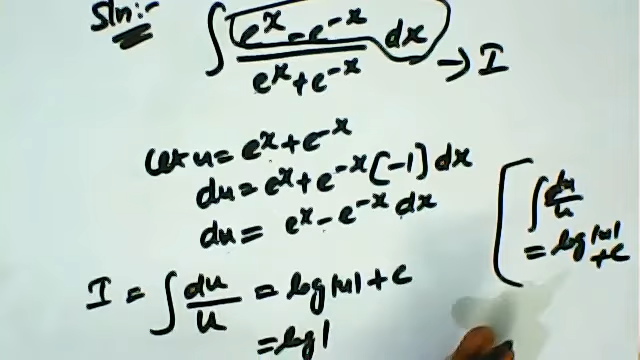 Sln:-
∫ e^x - e^-x / e^x + e^-x dx → I
let u = e^x + e^-x
du = e^x + e^-x (-1) dx
du = e^x - e^-x dx
[ ∫ du/u
= log|u|
+ c
I = ∫ du/u = log|u| + c
= log|